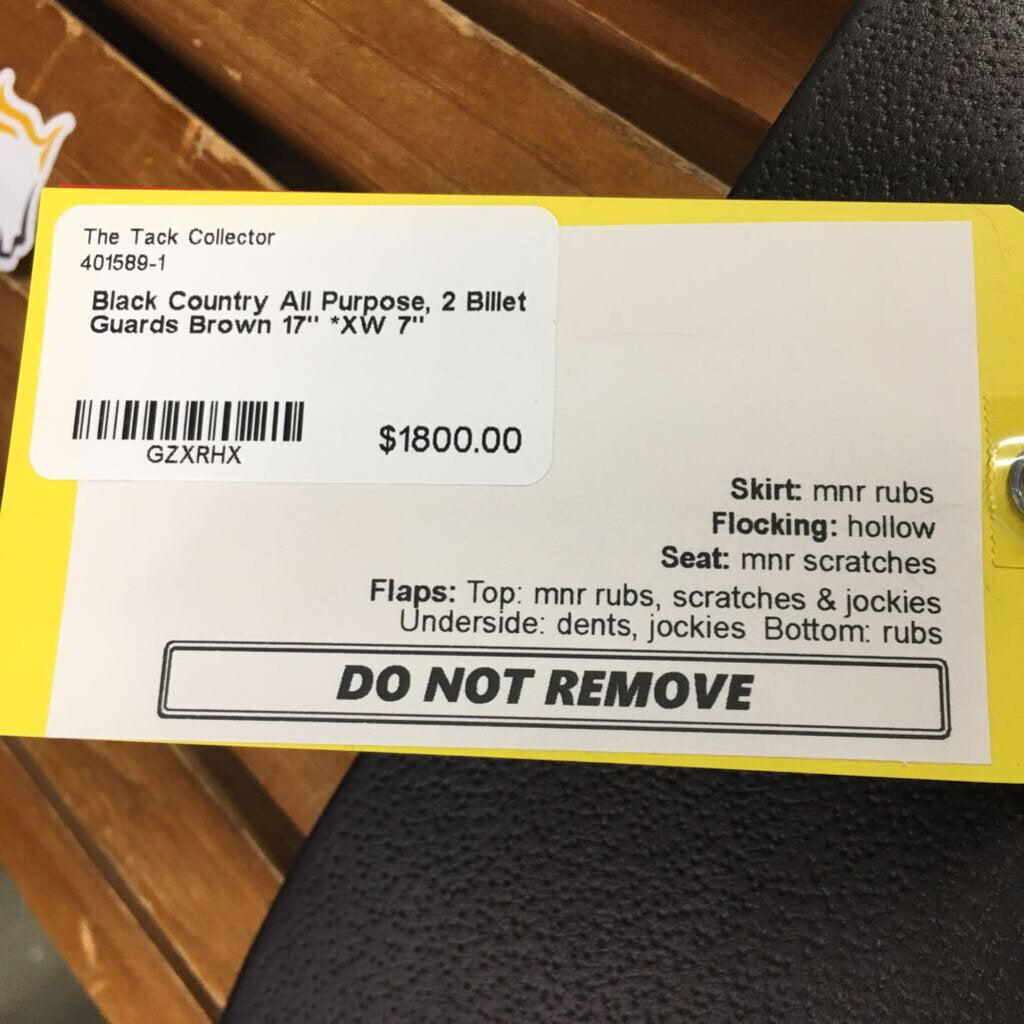 The Tack Collector
401589-1
Black Country All Purpose, 2 Billet
Guards Brown 17" *XW 7"
GZXRHX
$1800.00
Skirt: mnr rubs
Flocking: hollow
Seat: mnr scratches
Flaps: Top: mnr rubs, scratches & jockies
Underside: dents, jockies Bottom: rubs
DO NOT REMOVE